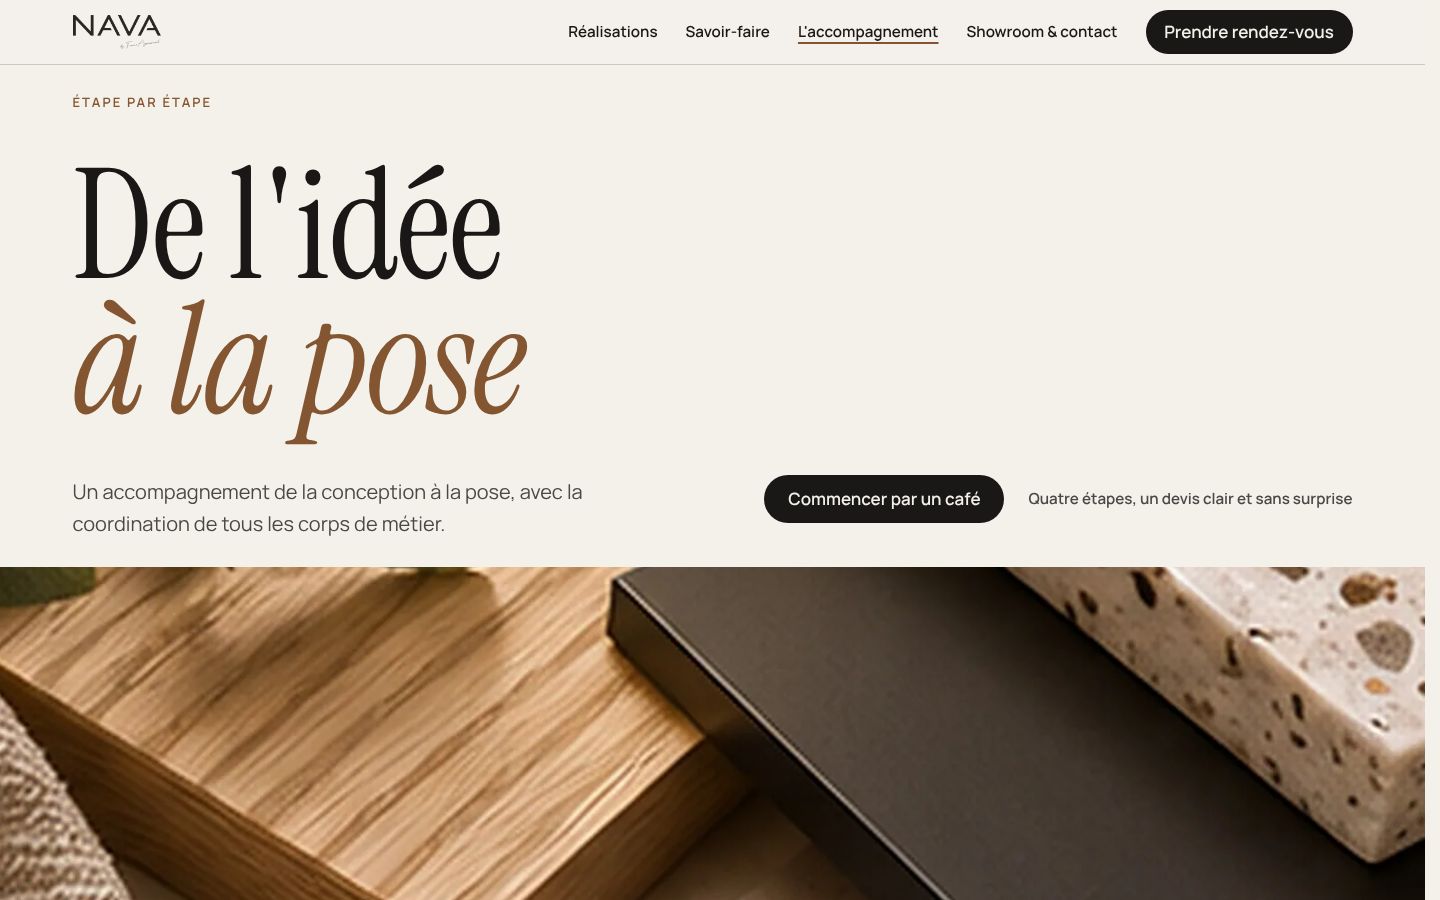 NAVA
Réalisations
Savoir-faire
L'accompagnement
Showroom & contact
Prendre rendez-vous
ÉTAPE PAR ÉTAPE
De l'idée
à la pose
Un accompagnement de la conception à la pose, avec la
coordination de tous les corps de métier.
Commencer par un café
Quatre étapes, un devis clair et sans surprise